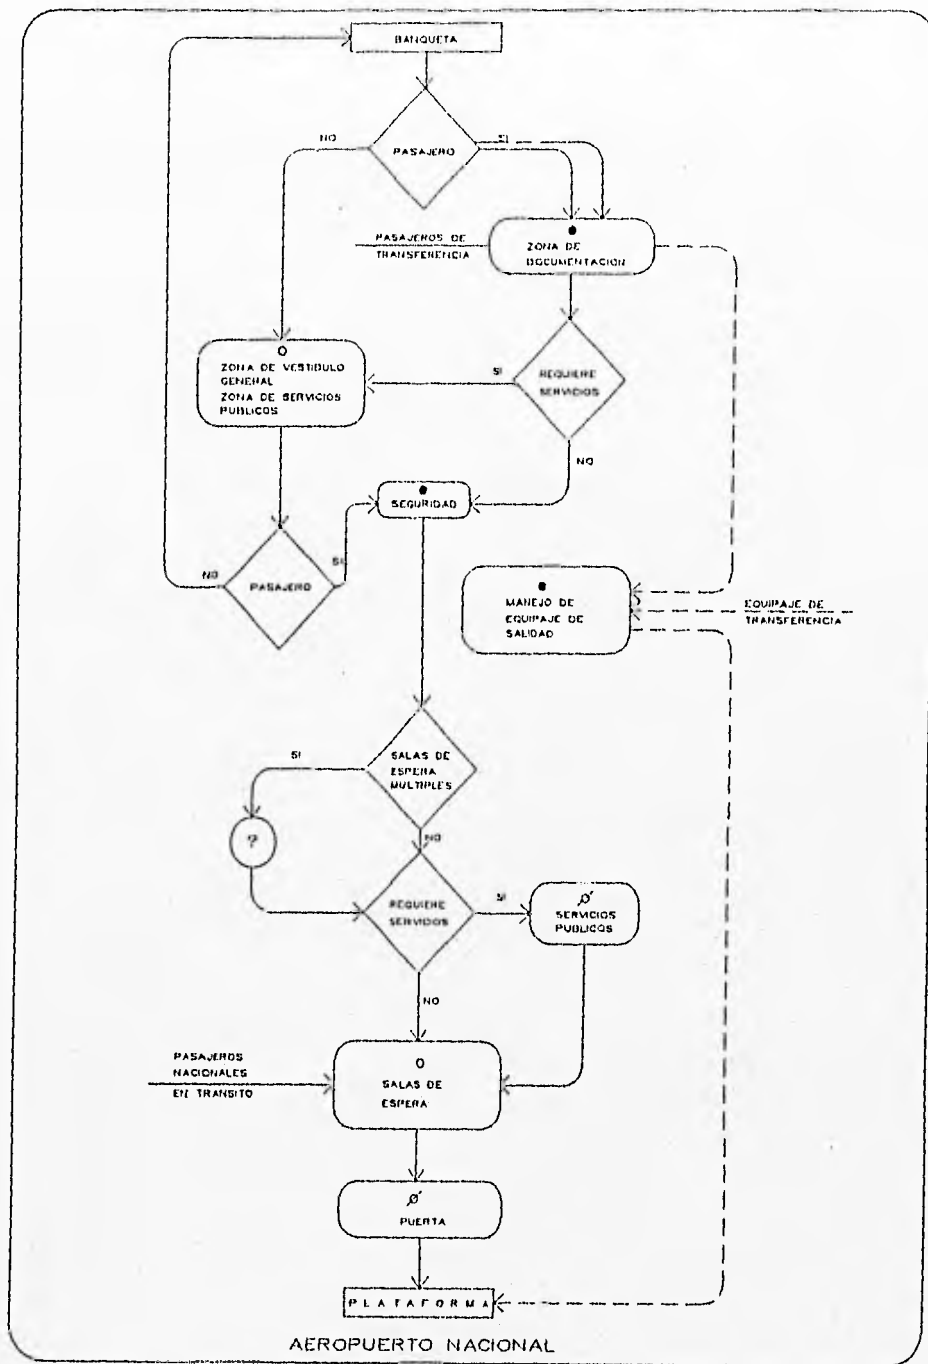 BANQUETA
NO
PASAJERO
SI
PASAJEROS DE
TRANSFERENCIA
ZONA DE
DOCUMENTACION
ZONA DE VESTIBULO
GENERAL
ZONA DE SERVICIOS
PUBLICOS
SI
REQUIERE
SERVICIOS
NO
SEGURIDAD
NO
PASAJERO
SI
MANEJO DE
EQUIPAJE DE
SALIDAD
EQUIPAJE DE
TRANSFERENCIA
SI
SALAS DE
ESPERA
MULTIPLES
?
NO
REQUIERE
SERVICIOS
SI
SERVICIOS
PUBLICOS
NO
PASAJEROS
NACIONALES
EN TRANSITO
SALAS DE
ESPERA
PUERTA
PLATAFORMA
AEROPUERTO NACIONAL